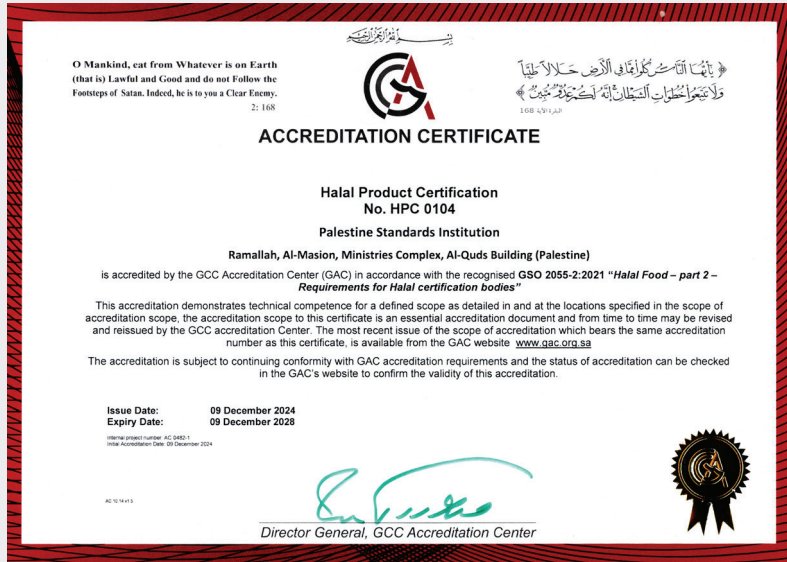 بسم الله الرحمن الرحيم
O Mankind, eat from Whatever is on Earth
(that is) Lawful and Good and do not Follow the
Footsteps of Satan. Indeed, he is to you a Clear Enemy.
2: 168
﴿ يَا أَيُّهَا النَّاسُ كُلُوا مِمَّا فِي الْأَرْضِ حَلَالًا طَيِّبًا
وَلَا تَتَّبِعُوا خُطُوَاتِ الشَّيْطَانِ إِنَّهُ لَكُمْ عَدُوٌّ مُبِينٌ ﴾
البقرة الآية 168
ACCREDITATION CERTIFICATE
Halal Product Certification
No. HPC 0104
Palestine Standards Institution
Ramallah, Al-Masion, Ministries Complex, Al-Quds Building (Palestine)
is accredited by the GCC Accreditation Center (GAC) in accordance with the recognised GSO 2055-2:2021 “Halal Food – part 2 –
Requirements for Halal certification bodies”
This accreditation demonstrates technical competence for a defined scope as detailed in and at the locations specified in the scope of
accreditation scope, the accreditation scope to this certificate is an essential accreditation document and from time to time may be revised
and reissued by the GCC accreditation Center. The most recent issue of the scope of accreditation which bears the same accreditation
number as this certificate, is available from the GAC website www.gac.org.sa
The accreditation is subject to continuing conformity with GAC accreditation requirements and the status of accreditation can be checked
in the GAC's website to confirm the validity of this accreditation.
Issue Date: 09 December 2024
Expiry Date: 09 December 2028
Internal project number: AC 0482-1
Initial Accreditation Date: 09 December 2024
AC 10 14 v1.5
Director General, GCC Accreditation Center